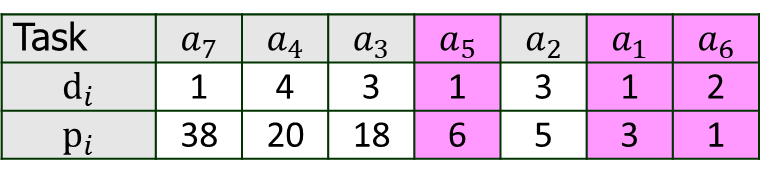 Task a₇ a₄ a₃ a₅ a₂ a₁ a₆
dᵢ 1 4 3 1 3 1 2
pᵢ 38 20 18 6 5 3 1